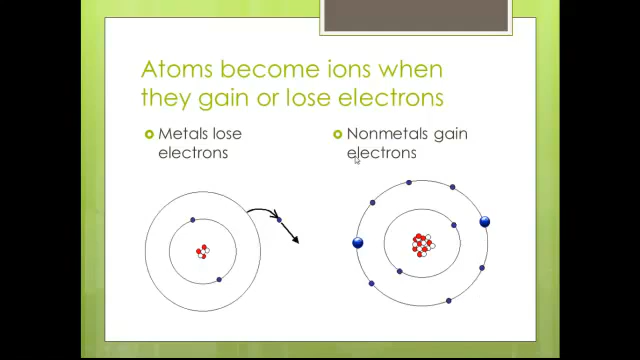 Atoms become ions when
they gain or lose electrons
Metals lose
electrons
Nonmetals gain
electrons